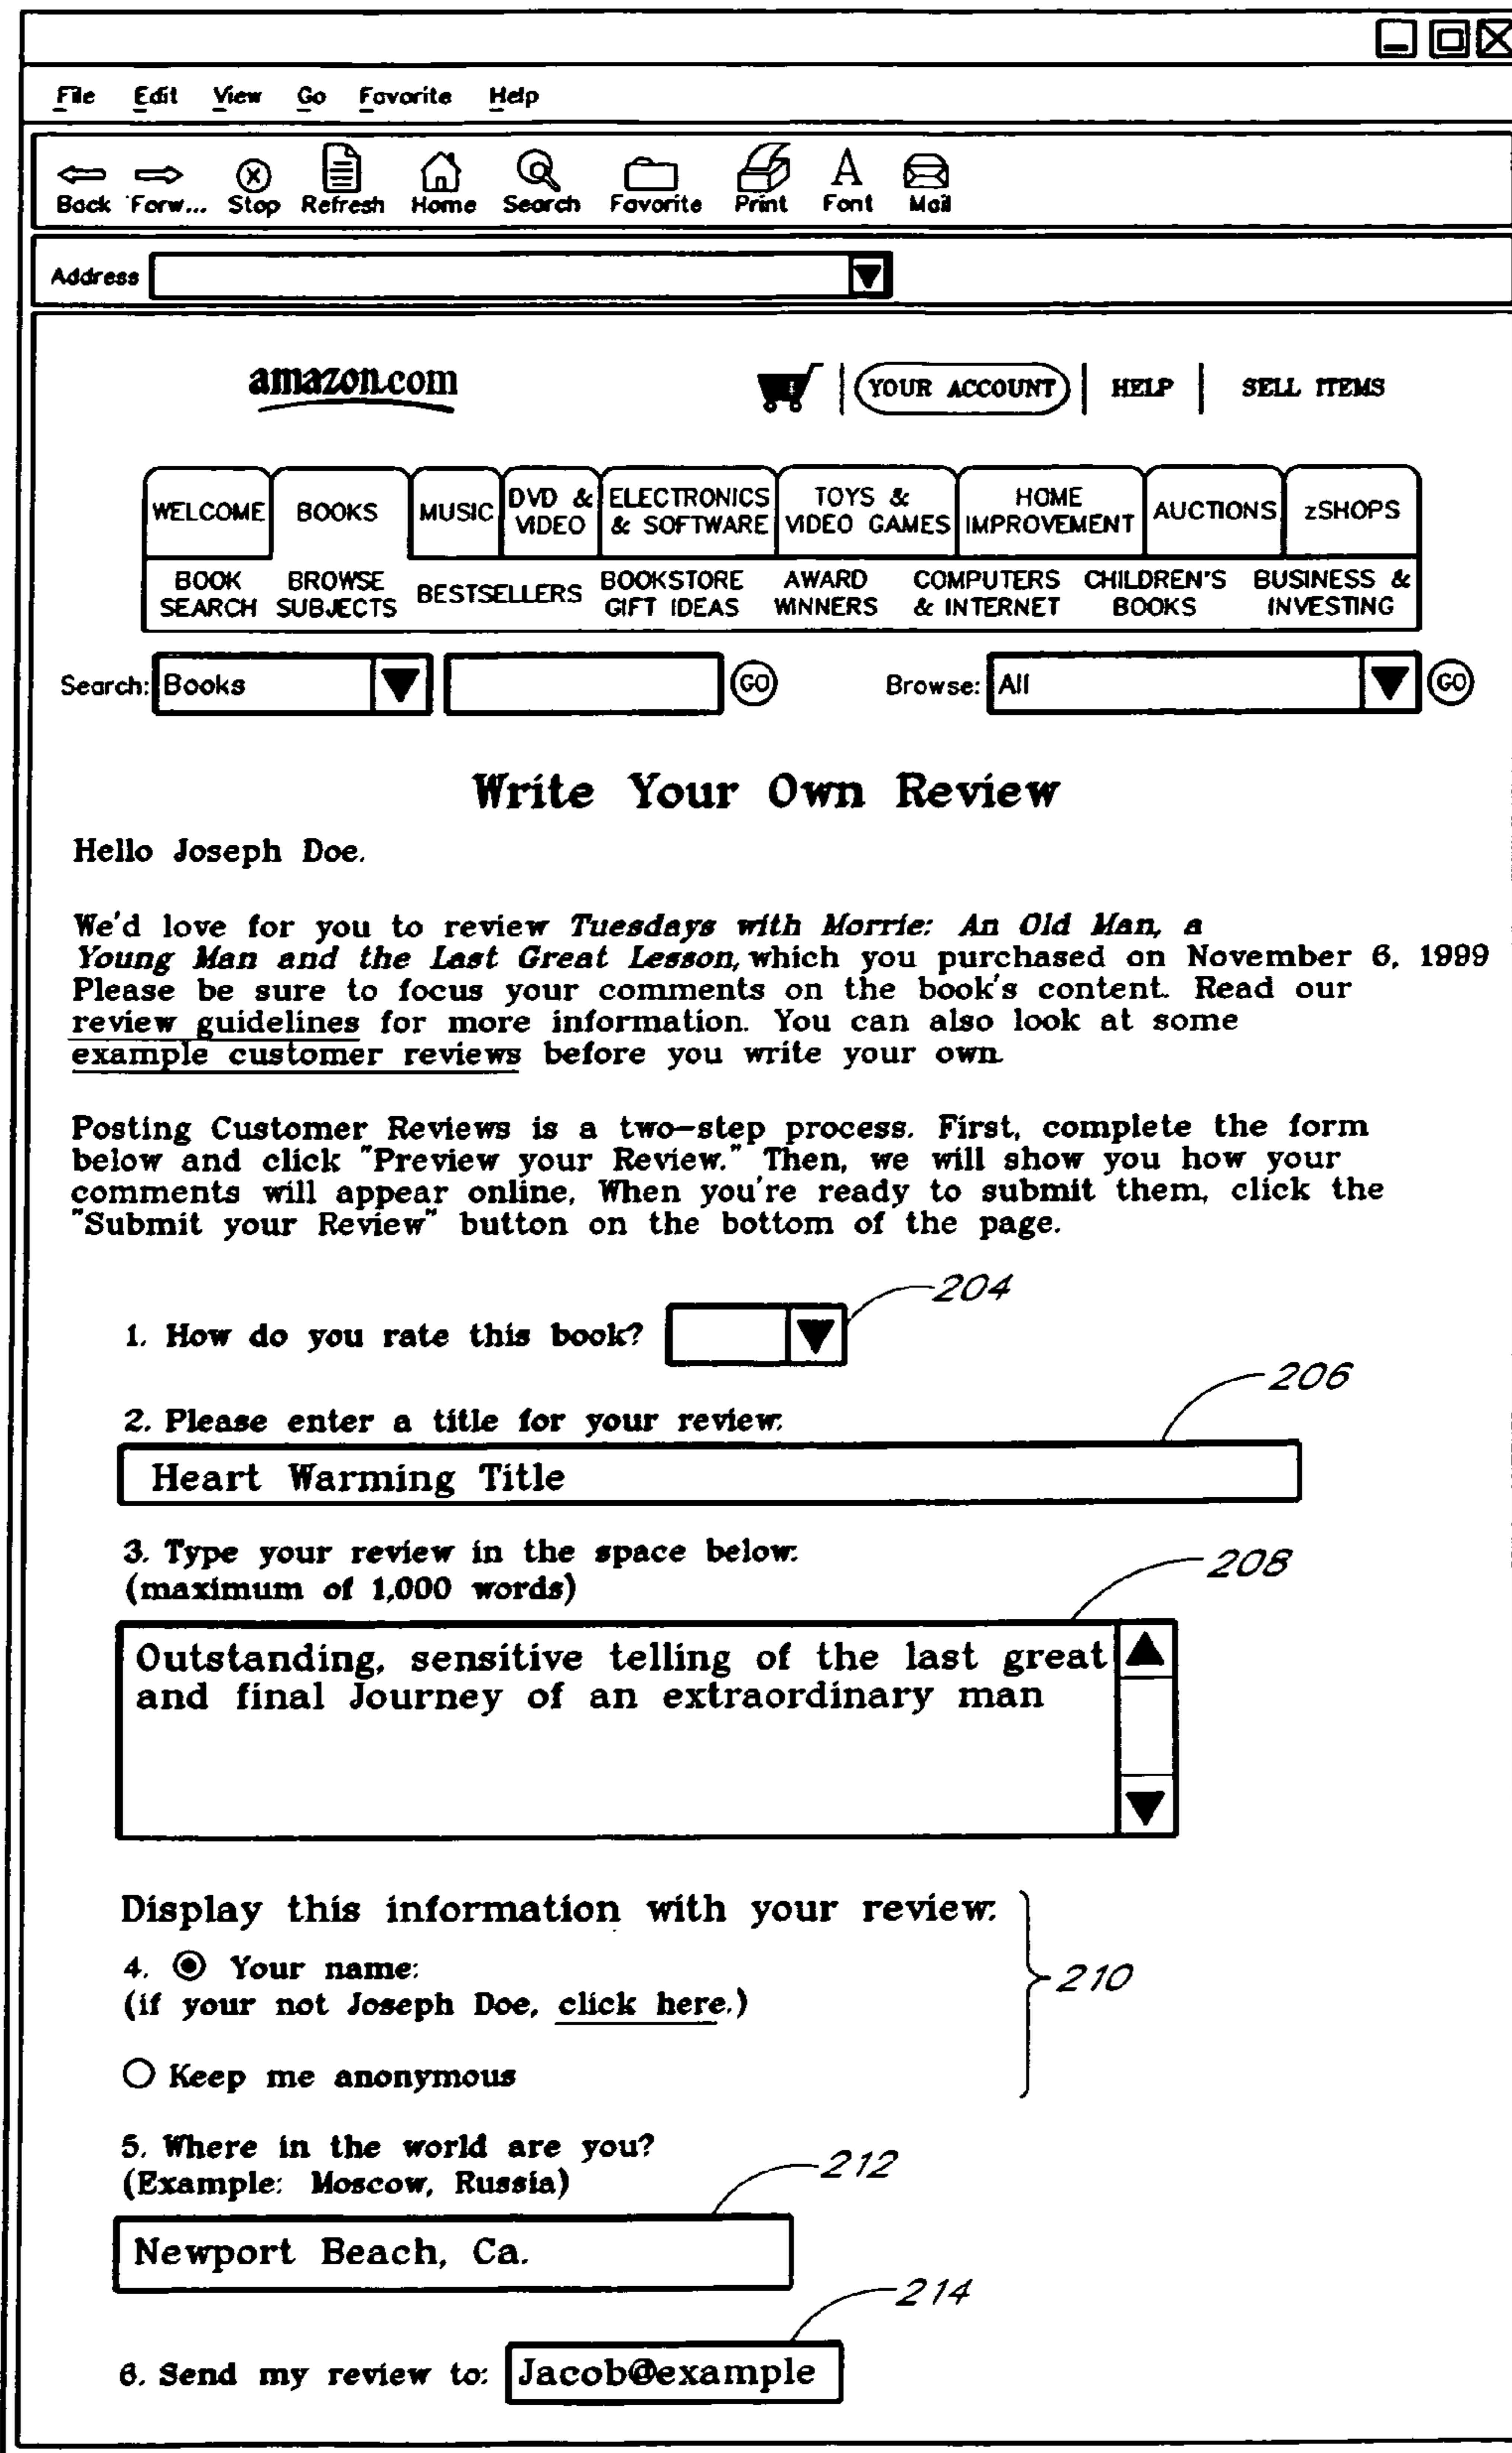 File Edit View Go Favorite Help
Back Forw... Stop Refresh Home Search Favorite Print Font Mail
Address
amazon.com YOUR ACCOUNT HELP SELL ITEMS
WELCOME BOOKS MUSIC DVD & VIDEO ELECTRONICS & SOFTWARE TOYS & VIDEO GAMES HOME IMPROVEMENT AUCTIONS zSHOPS
BOOK SEARCH BROWSE SUBJECTS BESTSELLERS BOOKSTORE GIFT IDEAS AWARD WINNERS COMPUTERS & INTERNET CHILDREN'S BOOKS BUSINESS & INVESTING
Search: Books GO Browse: All GO
Write Your Own Review
Hello Joseph Doe.
We'd love for you to review Tuesdays with Morrie: An Old Man, a
Young Man and the Last Great Lesson, which you purchased on November 6, 1999
Please be sure to focus your comments on the book's content. Read our
review guidelines for more information. You can also look at some
example customer reviews before you write your own.
Posting Customer Reviews is a two-step process. First, complete the form
below and click "Preview your Review." Then, we will show you how your
comments will appear online, When you're ready to submit them, click the
"Submit your Review" button on the bottom of the page.
204
1. How do you rate this book?
206
2. Please enter a title for your review:
Heart Warming Title
3. Type your review in the space below:
208
(maximum of 1,000 words)
Outstanding, sensitive telling of the last great
and final Journey of an extraordinary man
Display this information with your review:
4. Your name:
210
(if your not Joseph Doe, click here.)
Keep me anonymous
5. Where in the world are you?
212
(Example: Moscow, Russia)
Newport Beach, Ca.
214
6. Send my review to: Jacob@example